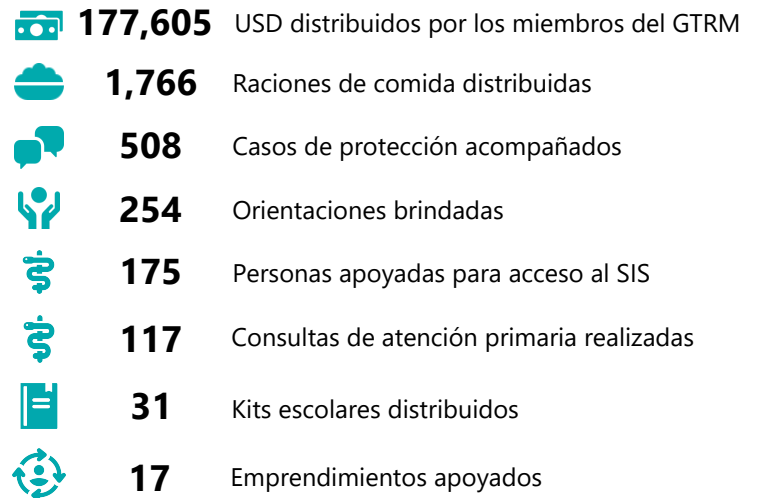 177,605 USD distribuidos por los miembros del GTRM
1,766 Raciones de comida distribuidas
508 Casos de protección acompañados
254 Orientaciones brindadas
175 Personas apoyadas para acceso al SIS
117 Consultas de atención primaria realizadas
31 Kits escolares distribuidos
17 Emprendimientos apoyados